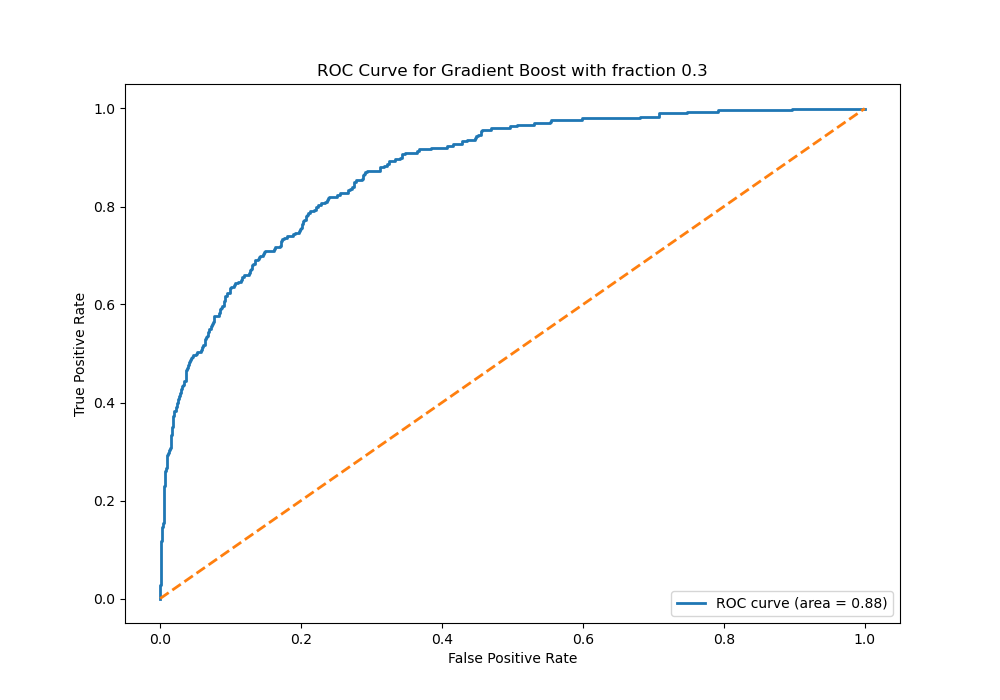 ROC Curve for Gradient Boost with fraction 0.3
1.0
0.8
0.6
0.4
0.2
0.0
True Positive Rate
0.0 0.2 0.4 0.6 0.8 1.0
False Positive Rate
ROC curve (area = 0.88)